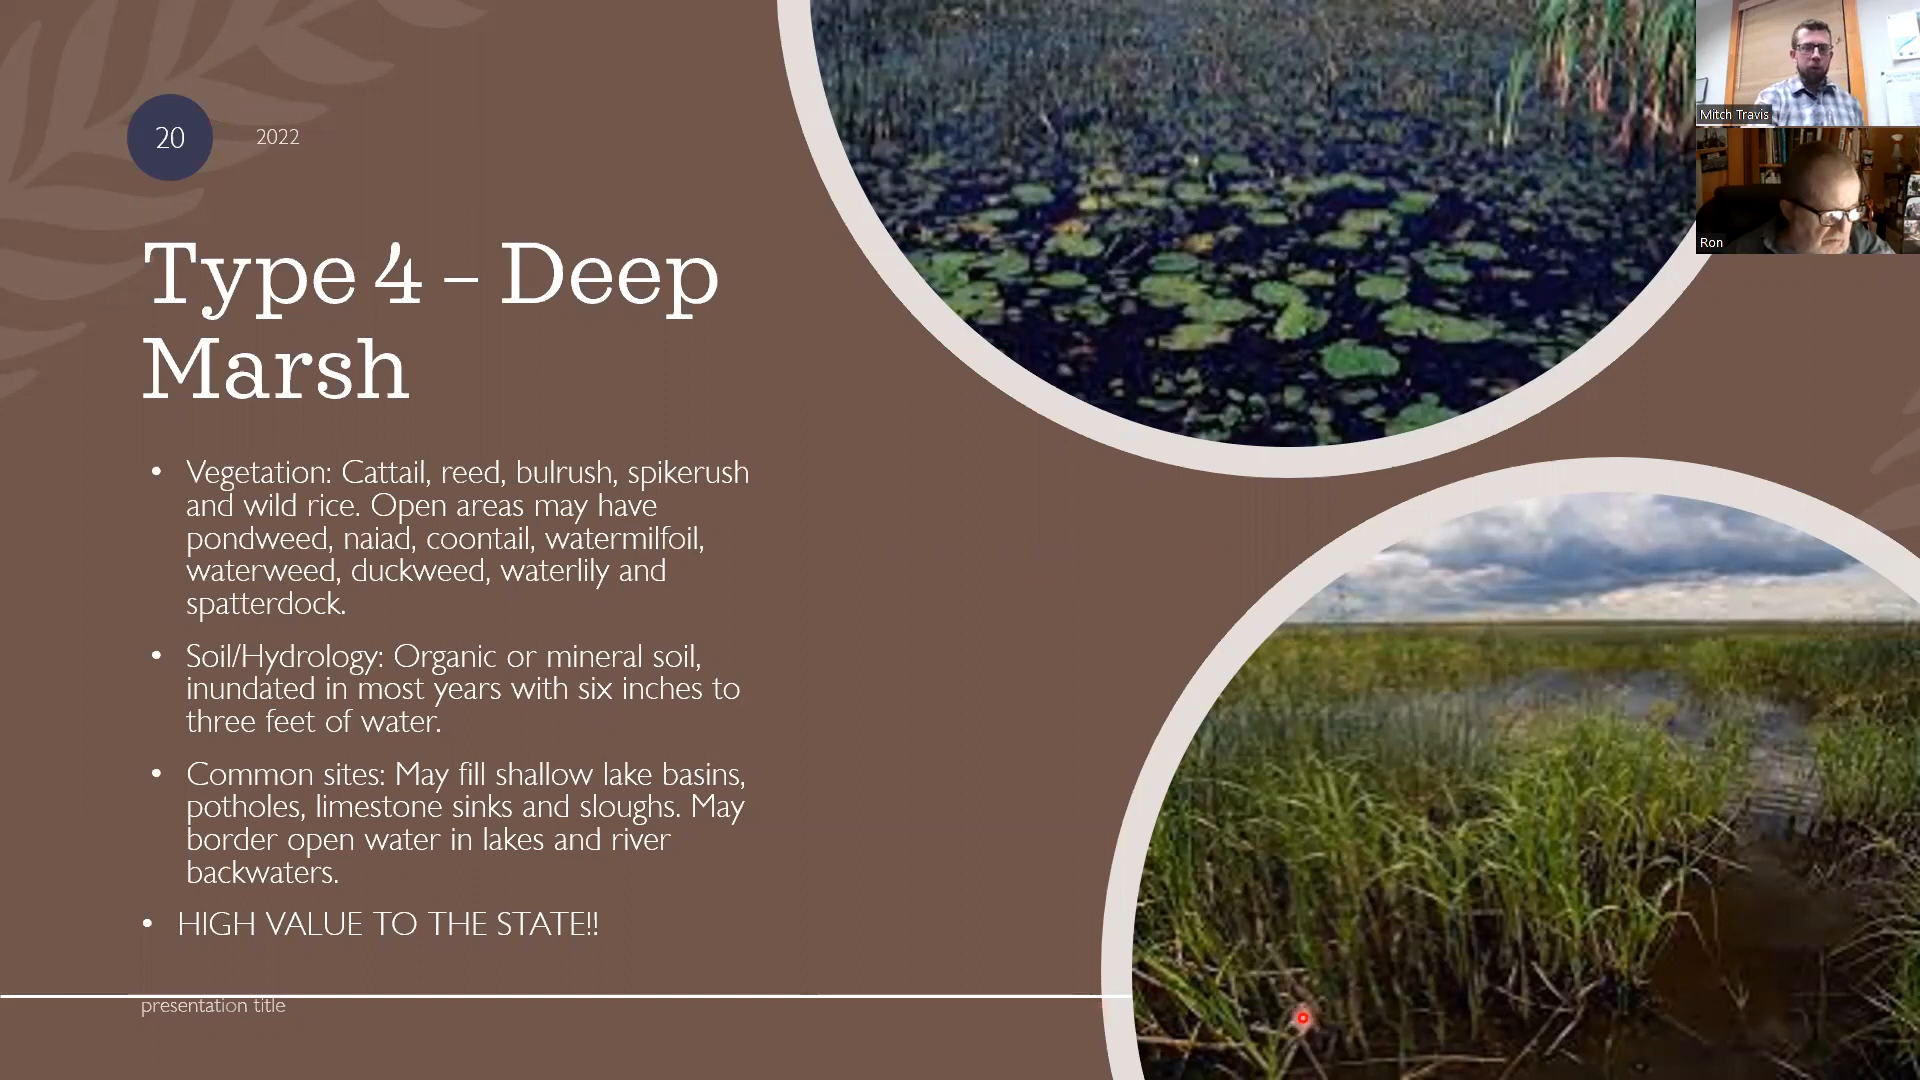 20
2022
Type 4 – Deep
Marsh
• Vegetation: Cattail, reed, bulrush, spikerush
and wild rice. Open areas may have
pondweed, naiad, coontail, watermilfoil,
waterweed, duckweed, waterlily and
spatterdock.
• Soil/Hydrology: Organic or mineral soil,
inundated in most years with six inches to
three feet of water.
• Common sites: May fill shallow lake basins,
potholes, limestone sinks and sloughs. May
border open water in lakes and river
backwaters.
• HIGH VALUE TO THE STATE!!
presentation title
Mitch Travis
Ron